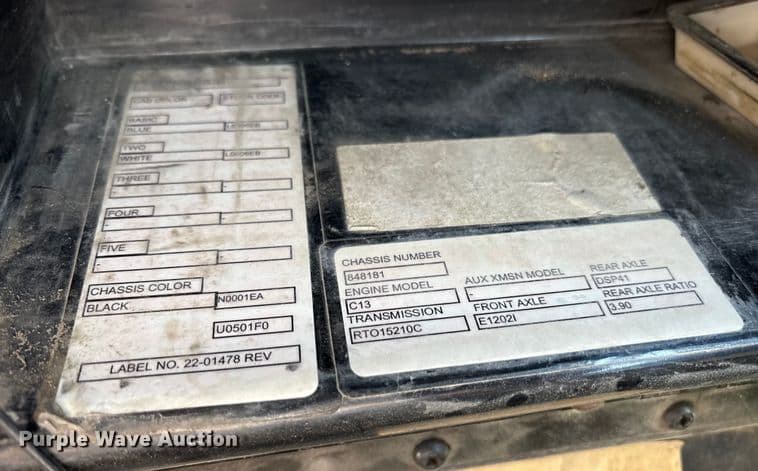 CAB COLOR
BASIC
BLUE
TWO
WHITE L0006EB
THREE
- -
FOUR
- -
FIVE
- -
CHASSIS COLOR
BLACK N0001EA
U0501F0
LABEL NO. 22-01478 REV
CHASSIS NUMBER
848181
ENGINE MODEL AUX XMSN MODEL REAR AXLE
C13 - DSP41
TRANSMISSION FRONT AXLE REAR AXLE RATIO
RTO15210C E1202I 3.90
Purple Wave Auction